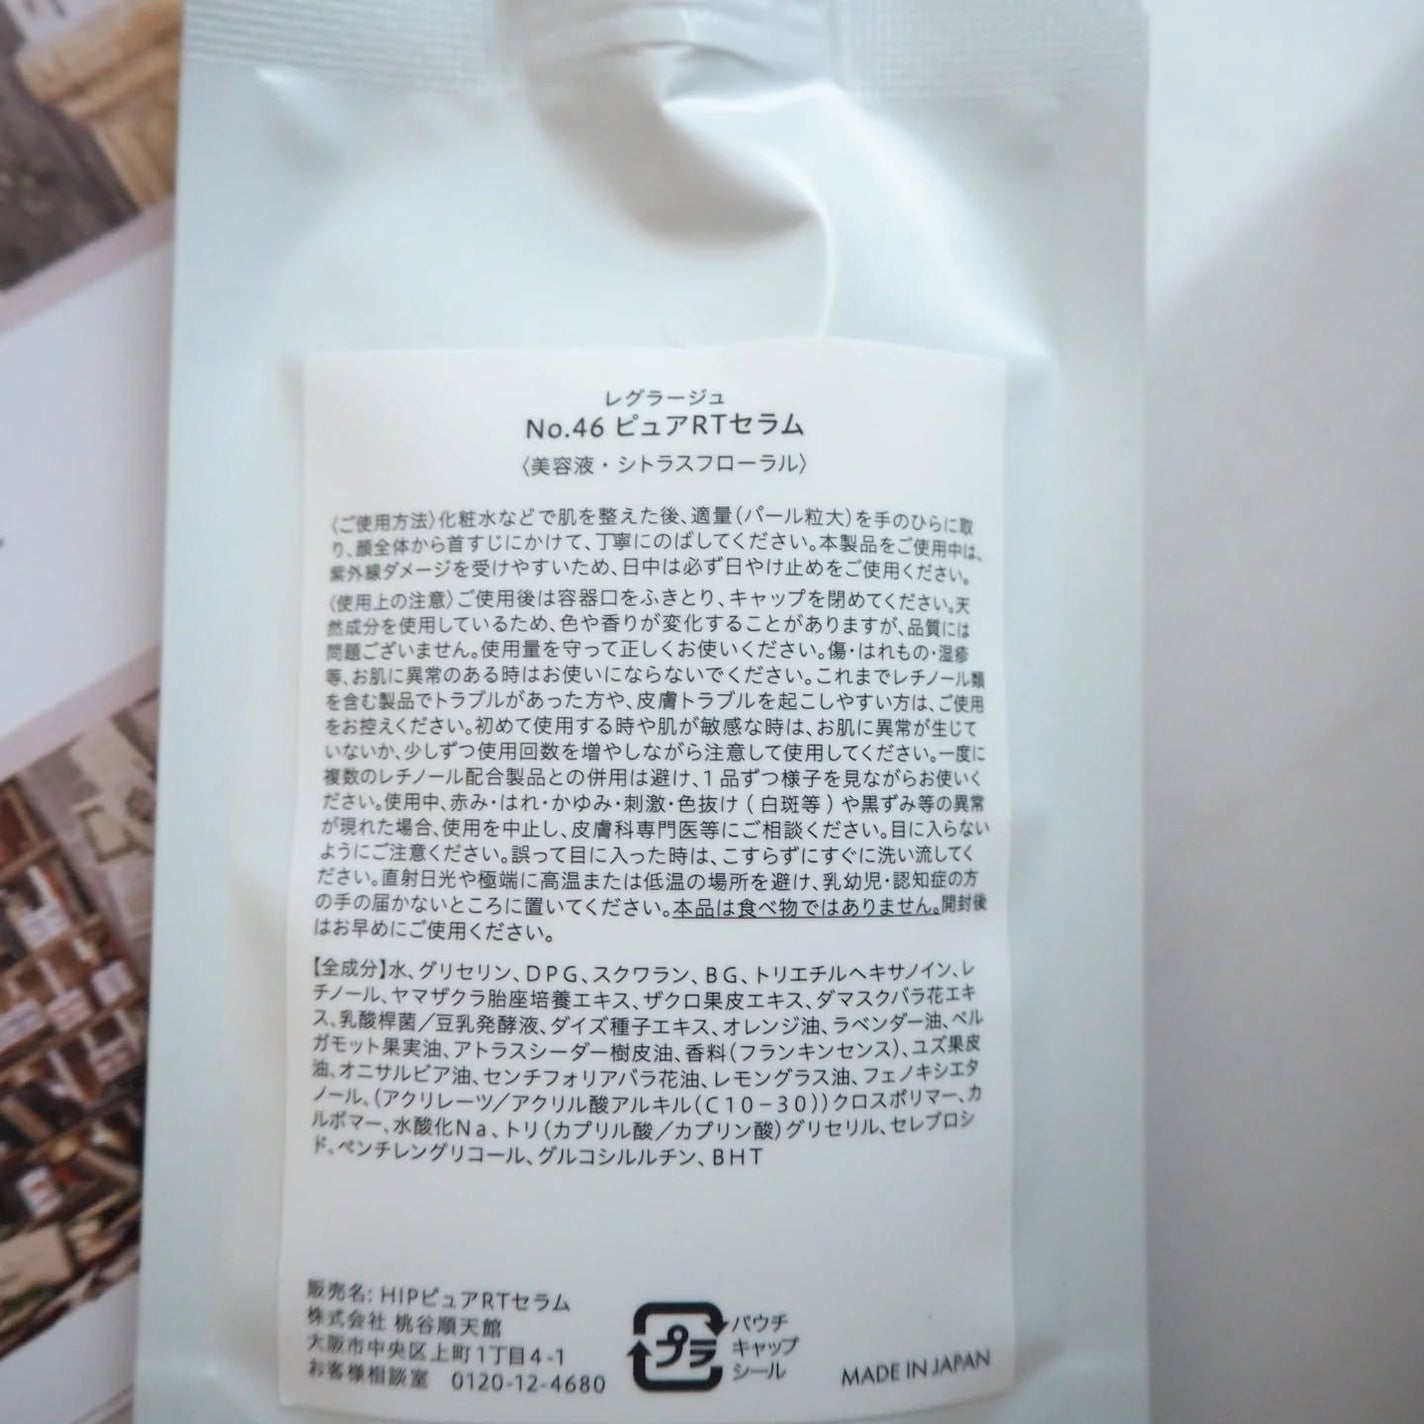 レグラージュ
No.46 ピュアRTセラム
〈美容液・シトラスフローラル〉
〈ご使用方法〉化粧水などで肌を整えた後、適量(パール粒大)を手のひらに取
り、顔全体から首すじにかけて、丁寧にのばしてください。本製品をご使用中は、
紫外線ダメージを受けやすいため、日中は必ず日やけ止めをご使用ください。
〈使用上の注意〉ご使用後は容器口をふきとり、キャップを閉めてください。天
然成分を使用しているため、色や香りが変化することがありますが、品質には
問題ございません。使用量を守って正しくお使いください。傷・はれもの・湿疹
等、お肌に異常のある時はお使いにならないでください。これまでレチノール類
を含む製品でトラブルがあった方や、皮膚トラブルを起こしやすい方は、ご使用
をお控えください。初めて使用する時や肌が敏感な時は、お肌に異常が生じて
いないか、少しずつ使用回数を増やしながら注意して使用してください。一度に
複数のレチノール配合製品との併用は避け、1品ずつ様子を見ながらお使いく
ださい。使用中、赤み・はれ・かゆみ・刺激・色抜け(白斑等)や黒ずみ等の異常
が現れた場合、使用を中止し、皮膚科専門医等にご相談ください。目に入らない
ようにご注意ください。誤って目に入った時は、こすらずにすぐに洗い流してく
ださい。直射日光や極端に高温または低温の場所を避け、乳幼児・認知症の方
の手の届かないところに置いてください。本品は食べ物ではありません。開封後
はお早めにご使用ください。
【全成分】水、グリセリン、DPG、スクワラン、BG、トリエチルヘキサノイン、レ
チノール、ヤマザクラ胎座培養エキス、ザクロ果皮エキス、ダマスクバラ花エキ
ス、乳酸桿菌/豆乳発酵液、ダイズ種子エキス、オレンジ油、ラベンダー油、ベル
ガモット果実油、アトラスシーダー樹皮油、香料(フランキンセンス)、ユズ果皮
油、オニサルビア油、センチフォリアバラ花油、レモングラス油、フェノキシエタ
ノール、(アクリレーツ/アクリル酸アルキル(C10-30))クロスポリマー、カ
ルボマー、水酸化Na、トリ(カプリル酸/カプリン酸)グリセリル、セレブロシ
ド、ペンチレングリコール、グルコシルルチン、BHT
販売名: HIPピュアRTセラム
株式会社 桃谷順天館
大阪市中央区上町1丁目4-1
お客様相談室 0120-12-4680
プラ
パウチ
キャップ
シール
MADE IN JAPAN